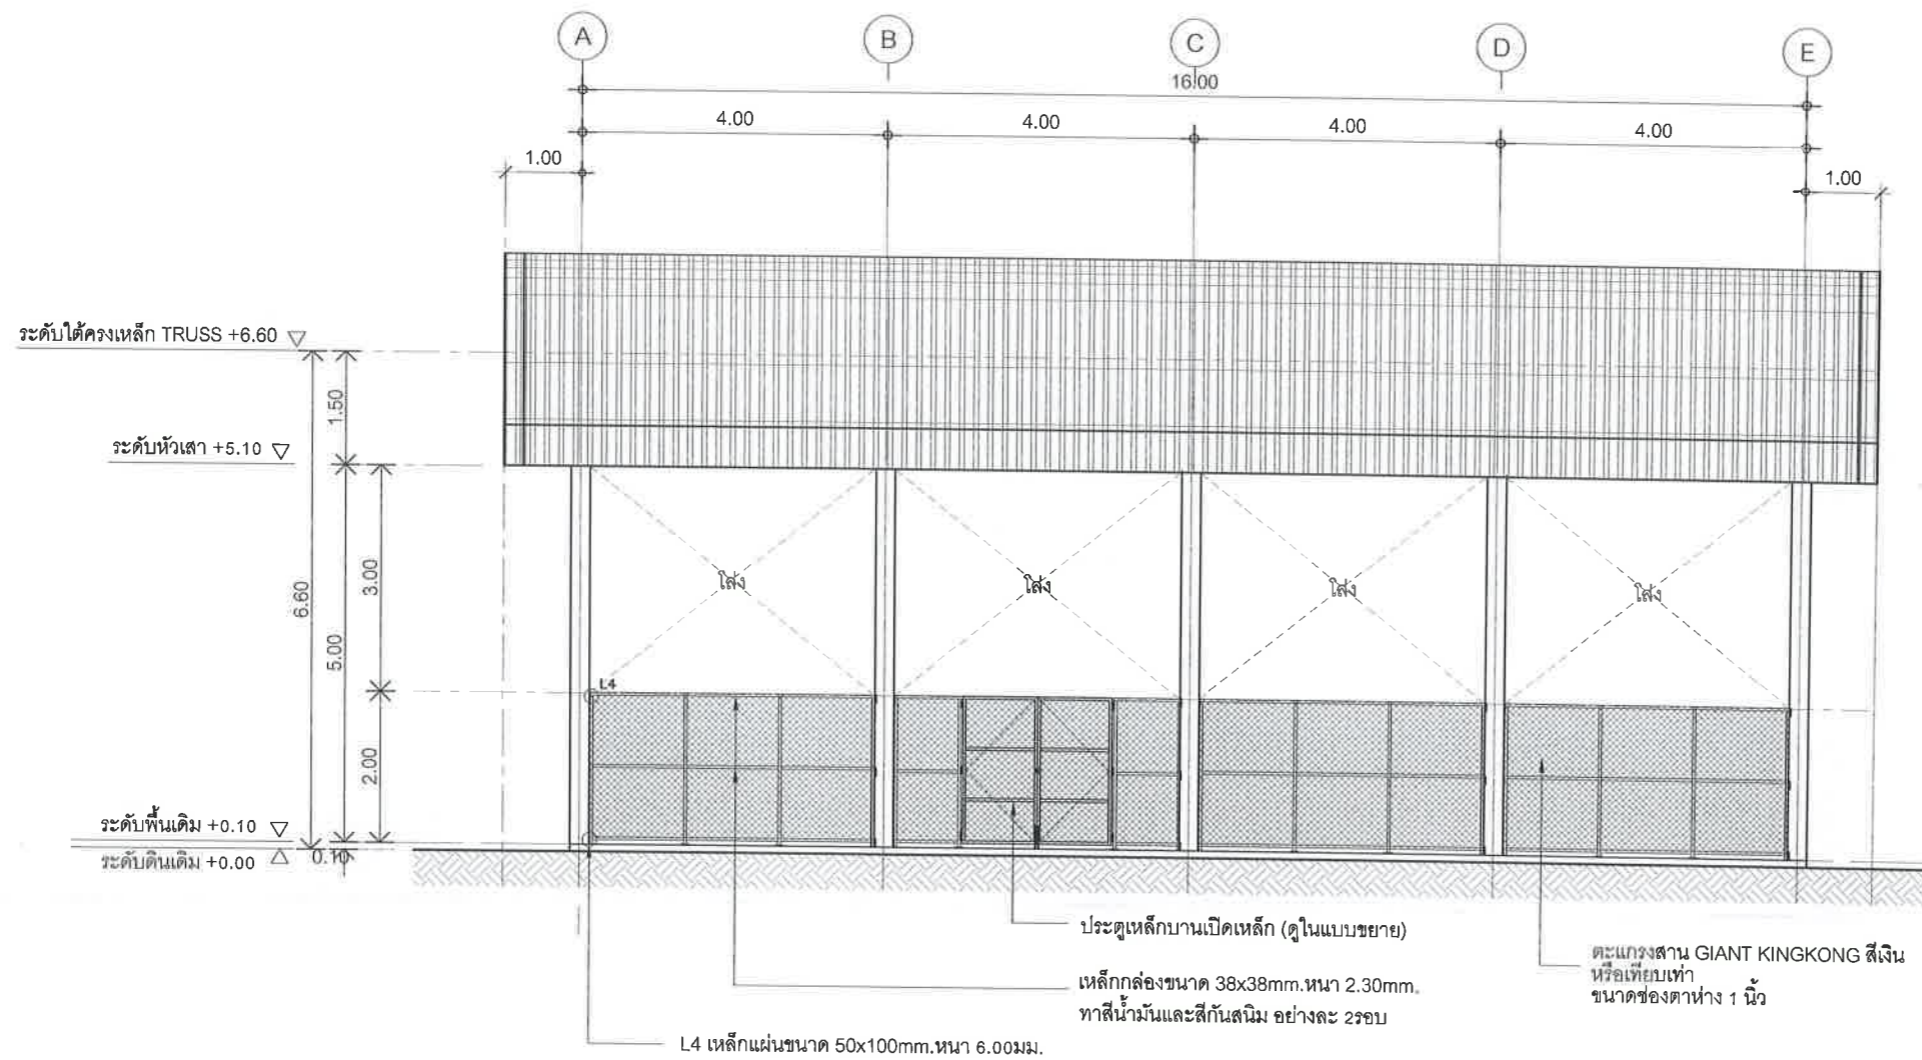 A B C D E
16.00
4.00 4.00 4.00 4.00
1.00 1.00
ระดับใต้ครงเหล็ก TRUSS +6.60
1.50
ระดับหัวเสา +5.10
6.60
5.00
3.00
โล่ง โล่ง โล่ง โล่ง
L4
2.00
ระดับพื้นเดิม +0.10
ระดับดินเดิม +0.00
0.10
ประตูเหล็กบานเปิดเหล็ก (ดูในแบบขยาย)
ตะแกรงสาน GIANT KINGKONG สีเงิน
หรือเทียบเท่า
ขนาดช่องตาห่าง 1 นิ้ว
เหล็กกล่องขนาด 38x38mm.หนา 2.30mm.
ทาสีน้ำมันและสีกันสนิม อย่างละ 2รอบ
L4 เหล็กแผ่นขนาด 50x100mm.หนา 6.00มม.